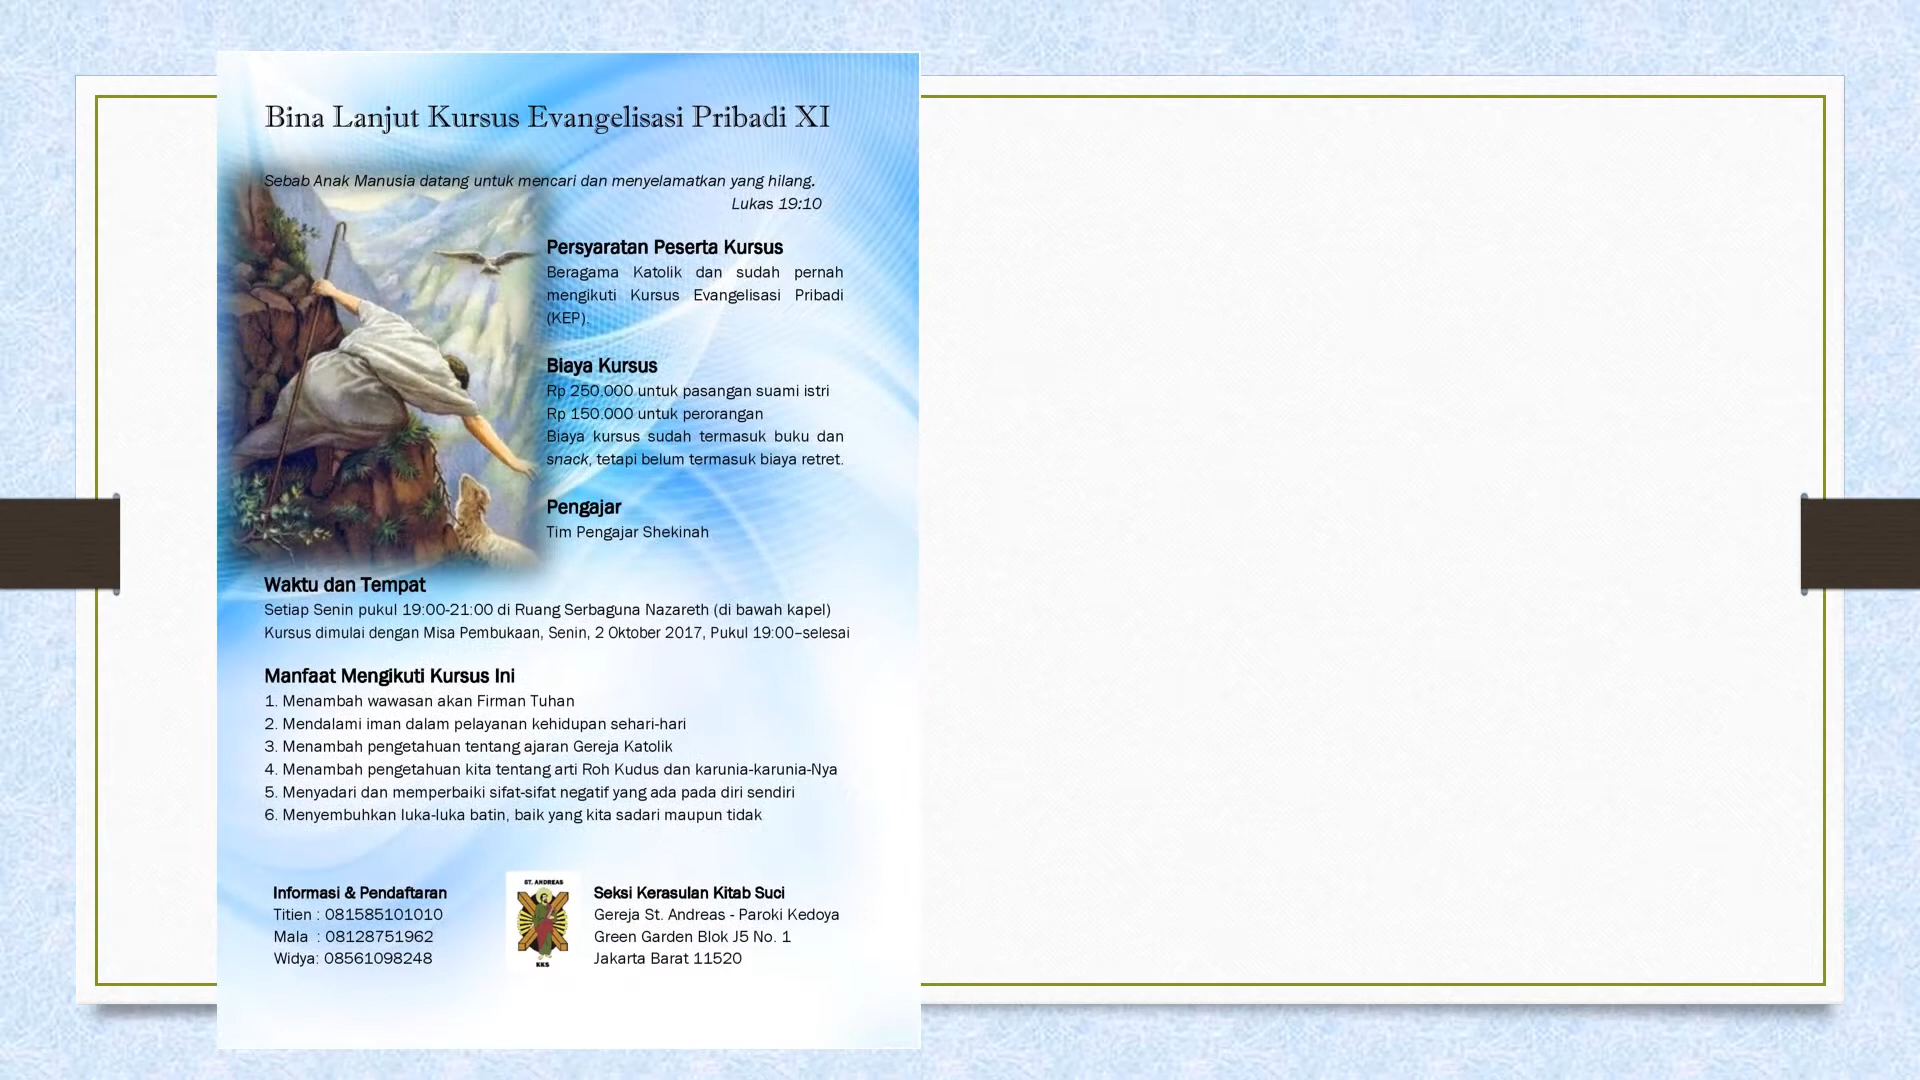 Bina Lanjut Kursus Evangelisasi Pribadi XI
Sebab Anak Manusia datang untuk mencari dan menyelamatkan yang hilang.
Lukas 19:10
Persyaratan Peserta Kursus
Beragama Katolik dan sudah pernah
mengikuti Kursus Evangelisasi Pribadi
(KEP).
Biaya Kursus
Rp 250.000 untuk pasangan suami istri
Rp 150.000 untuk perorangan
Biaya kursus sudah termasuk buku dan
snack, tetapi belum termasuk biaya retret.
Pengajar
Tim Pengajar Shekinah
Waktu dan Tempat
Setiap Senin pukul 19:00-21:00 di Ruang Serbaguna Nazareth (di bawah kapel)
Kursus dimulai dengan Misa Pembukaan, Senin, 2 Oktober 2017, Pukul 19:00–selesai
Manfaat Mengikuti Kursus Ini
1. Menambah wawasan akan Firman Tuhan
2. Mendalami iman dalam pelayanan kehidupan sehari-hari
3. Menambah pengetahuan tentang ajaran Gereja Katolik
4. Menambah pengetahuan kita tentang arti Roh Kudus dan karunia-karunia-Nya
5. Menyadari dan memperbaiki sifat-sifat negatif yang ada pada diri sendiri
6. Menyembuhkan luka-luka batin, baik yang kita sadari maupun tidak
Informasi & Pendaftaran
Titien : 081585101010
Mala : 08128751962
Widya: 08561098248
ST. ANDREAS
KKS
Seksi Kerasulan Kitab Suci
Gereja St. Andreas - Paroki Kedoya
Green Garden Blok J5 No. 1
Jakarta Barat 11520